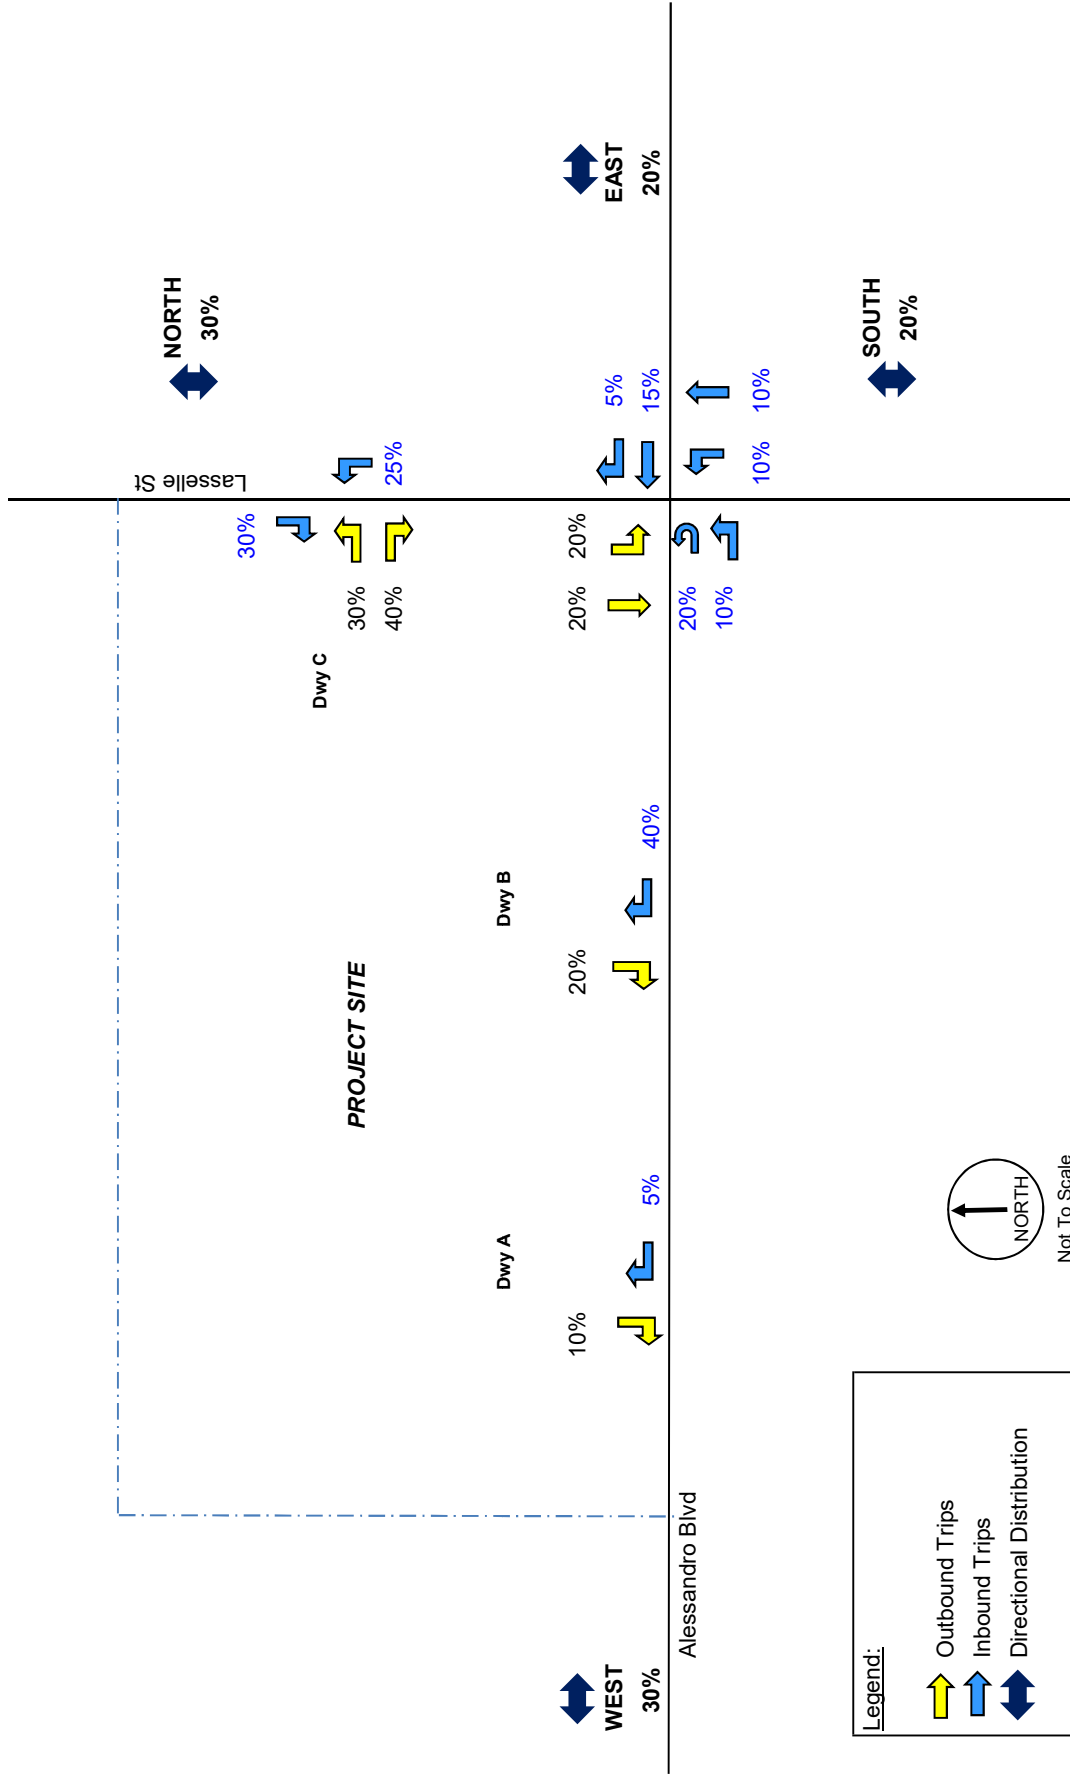 NORTH
30%
Lasselle St
30%
25%
30%
40%
Dwy C
EAST
20%
5%
15%
20%
20%
20%
10%
10%
10%
SOUTH
20%
PROJECT SITE
Dwy B
20%
40%
Dwy A
10%
5%
WEST
30%
Alessandro Blvd
NORTH
Not To Scale
Legend:
Outbound Trips
Inbound Trips
Directional Distribution